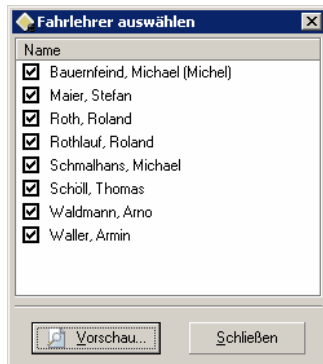 Fahrlehrer auswählen
Name
Bauernfeind, Michael (Michel)
Maier, Stefan
Roth, Roland
Rothlauf, Roland
Schmalhans, Michael
Schöll, Thomas
Waldmann, Arno
Waller, Armin
Vorschau... Schließen